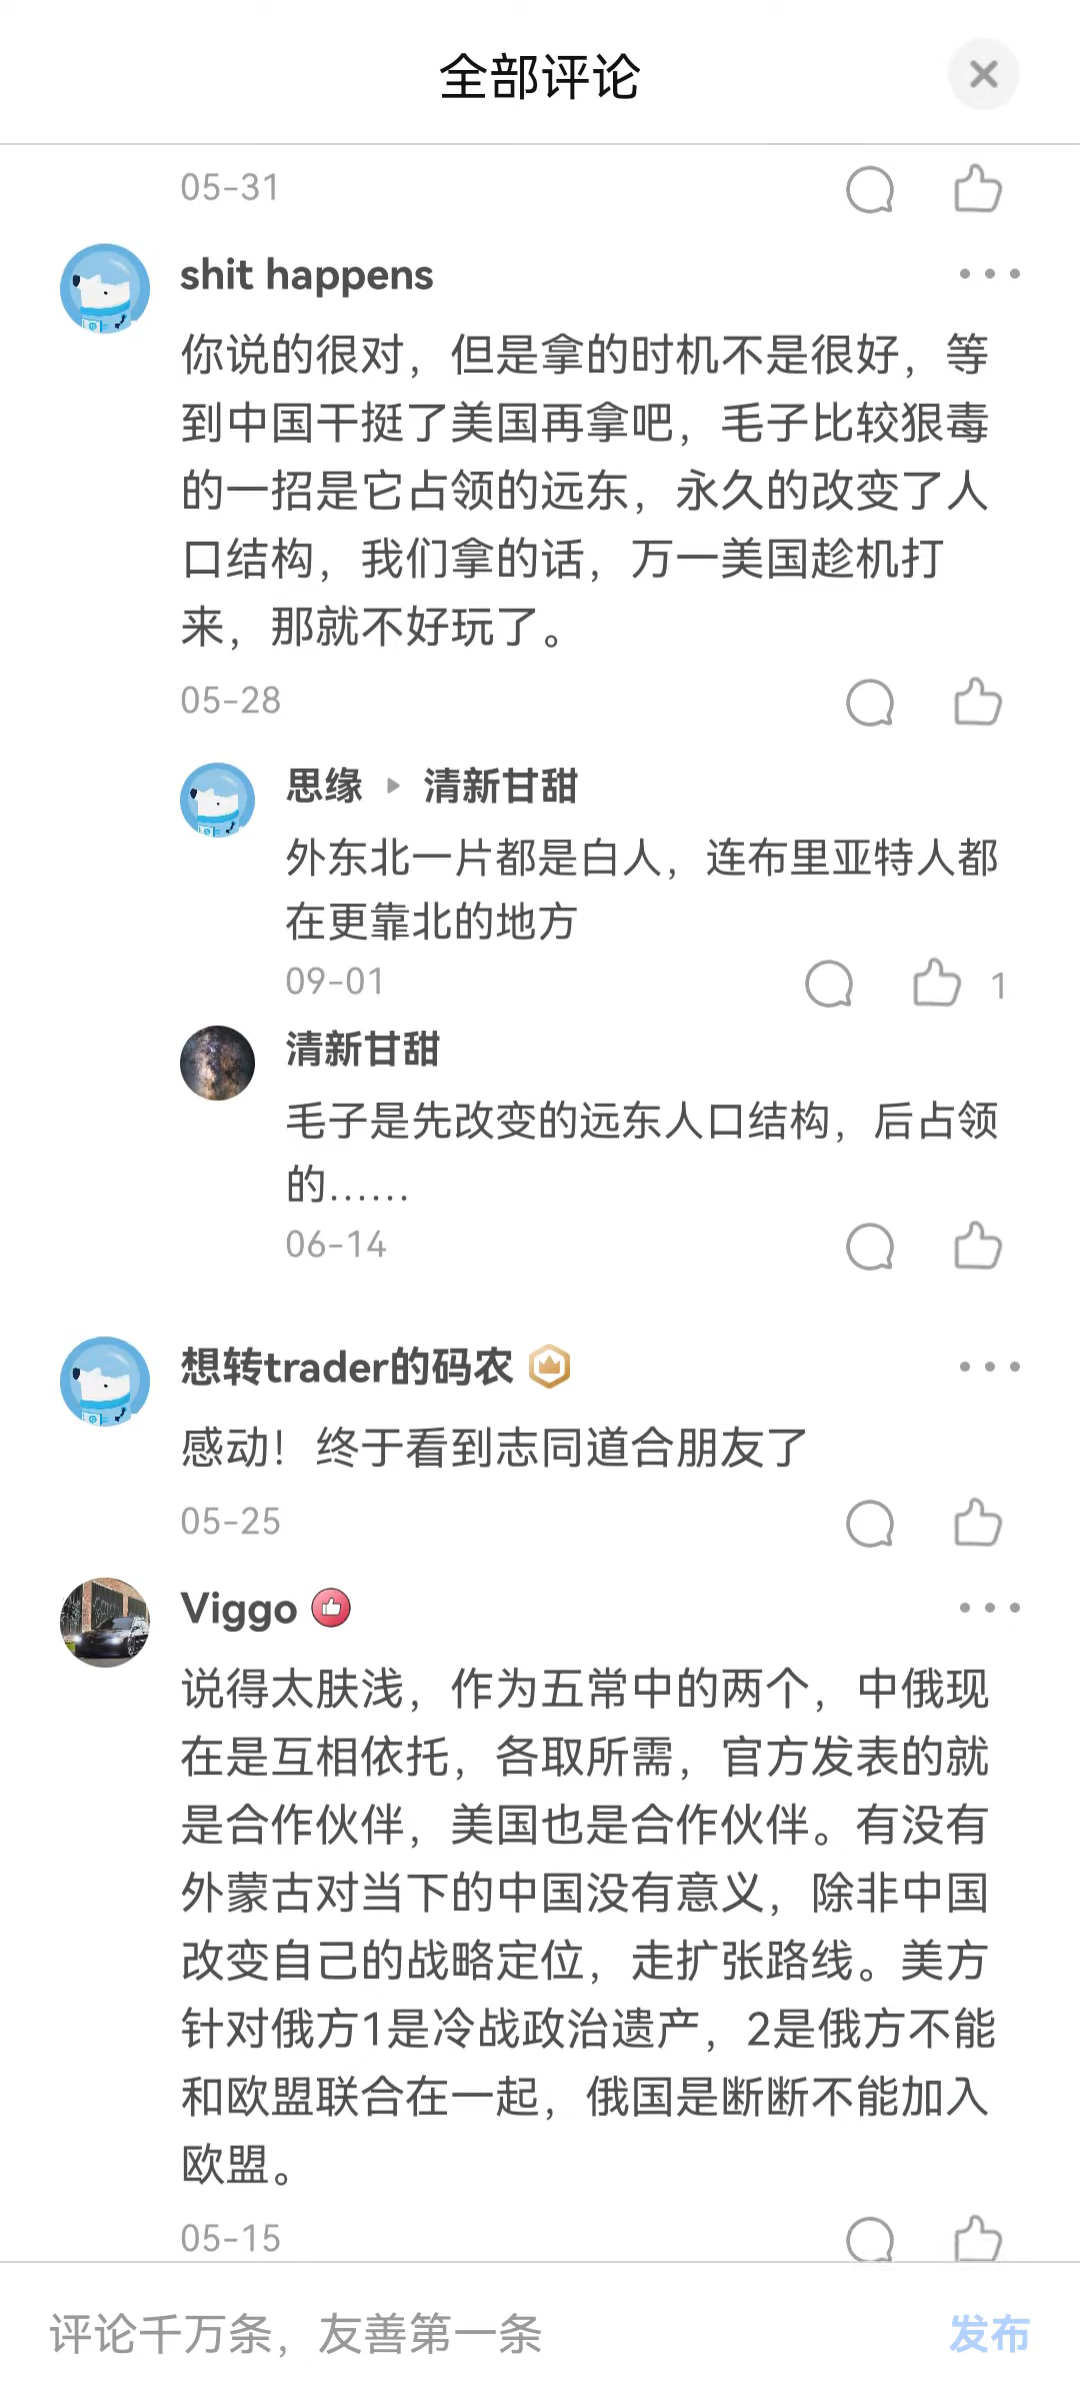 全部评论
05-31
shit happens
你说的很对，但是拿的时机不是很好，等
到中国干挺了美国再拿吧，毛子比较狠毒
的一招是它占领的远东，永久的改变了人
口结构，我们拿的话，万一美国趁机打
来，那就不好玩了。
05-28
思缘 ▸ 清新甘甜
外东北一片都是白人，连布里亚特人都
在更靠北的地方
09-01
1
清新甘甜
毛子是先改变的远东人口结构，后占领
的……
06-14
想转trader的码农
感动！终于看到志同道合朋友了
05-25
Viggo
说得太肤浅，作为五常中的两个，中俄现
在是互相依托，各取所需，官方发表的就
是合作伙伴，美国也是合作伙伴。有没有
外蒙古对当下的中国没有意义，除非中国
改变自己的战略定位，走扩张路线。美方
针对俄方1是冷战政治遗产，2是俄方不能
和欧盟联合在一起，俄国是断断不能加入
欧盟。
05-15
评论千万条，友善第一条
发布